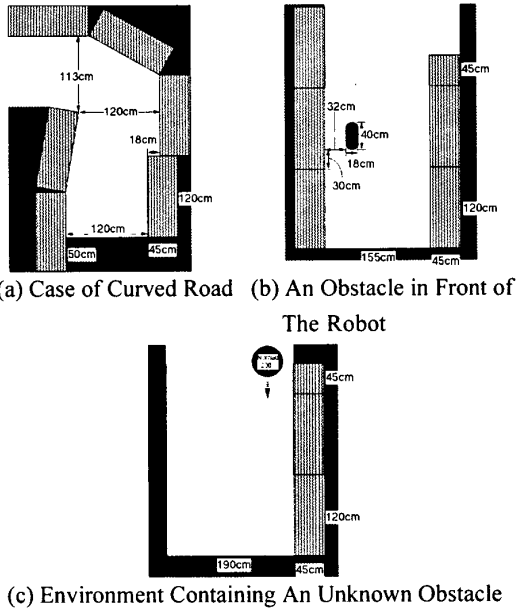 113cm
120cm
18cm
120cm
120cm
50cm
45cm
(a) Case of Curved Road
45cm
32cm
40cm
18cm
30cm
120cm
155cm
45cm
(b) An Obstacle in Front of
The Robot
45cm
120cm
190cm
45cm
(c) Environment Containing An Unknown Obstacle